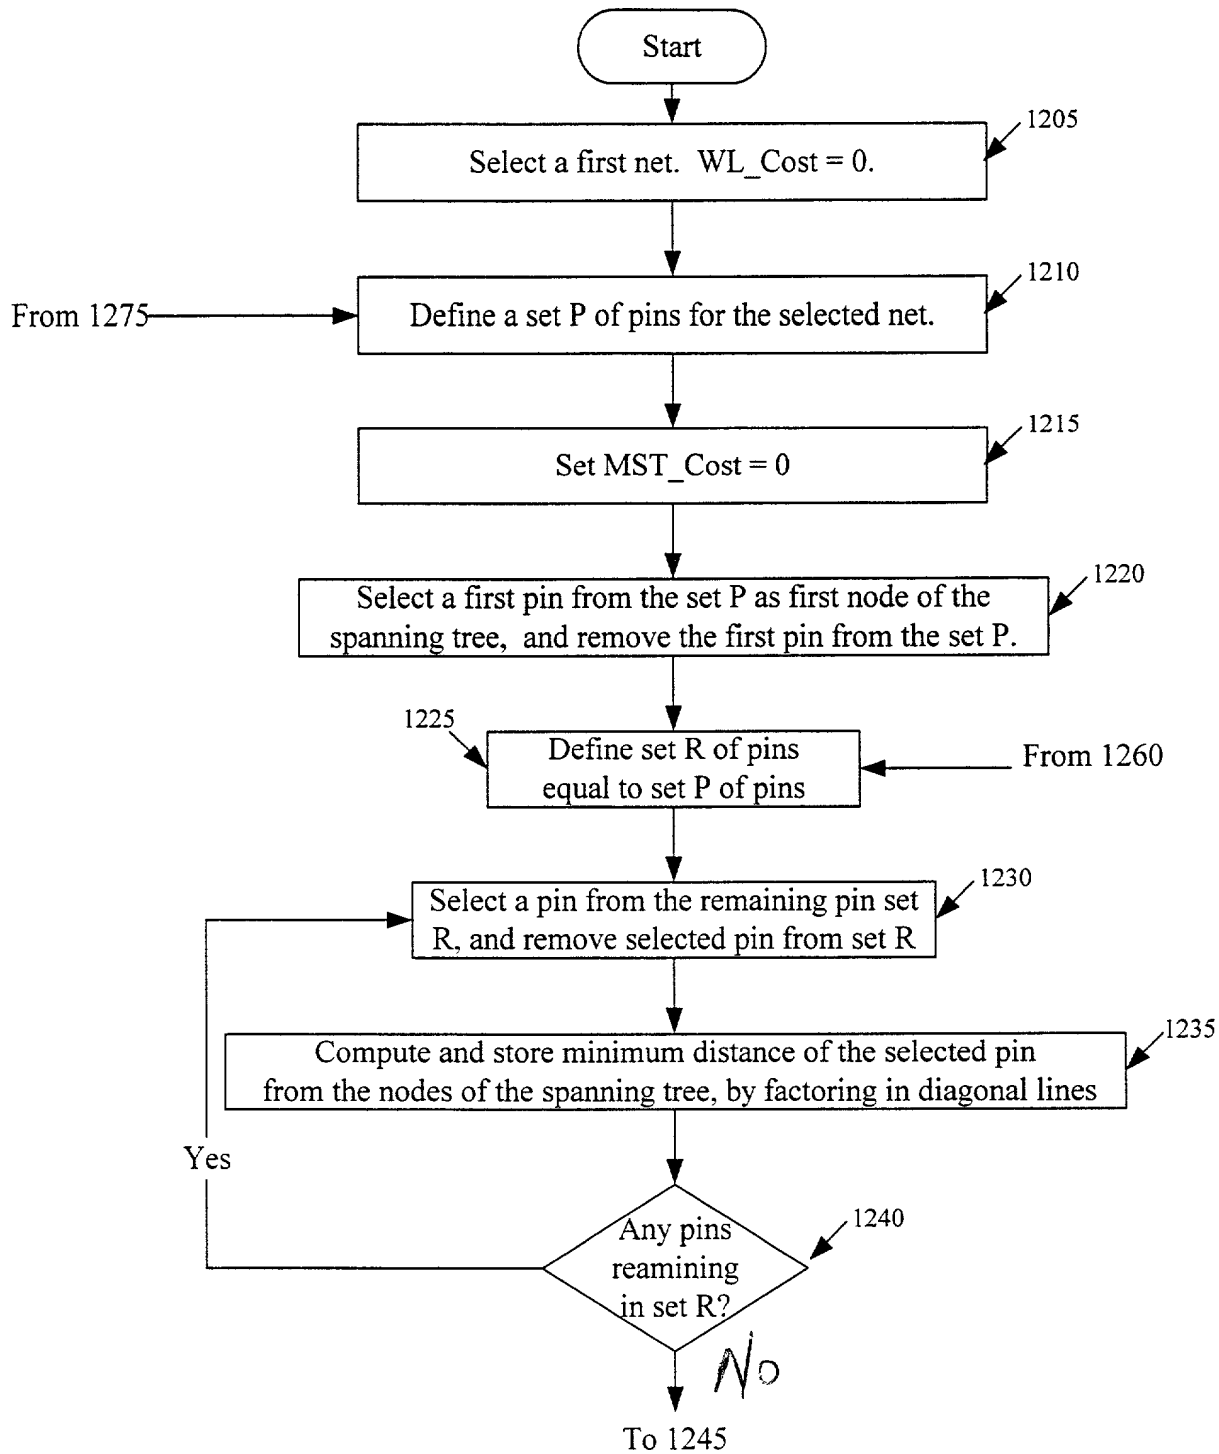 Start
1205
Select a first net. WL_Cost = 0.
1210
From 1275
Define a set P of pins for the selected net.
1215
Set MST_Cost = 0
1220
Select a first pin from the set P as first node of the
spanning tree, and remove the first pin from the set P.
1225
Define set R of pins
equal to set P of pins
From 1260
1230
Select a pin from the remaining pin set
R, and remove selected pin from set R
1235
Compute and store minimum distance of the selected pin
from the nodes of the spanning tree, by factoring in diagonal lines
Yes
1240
Any pins
reamining
in set R?
No
To 1245